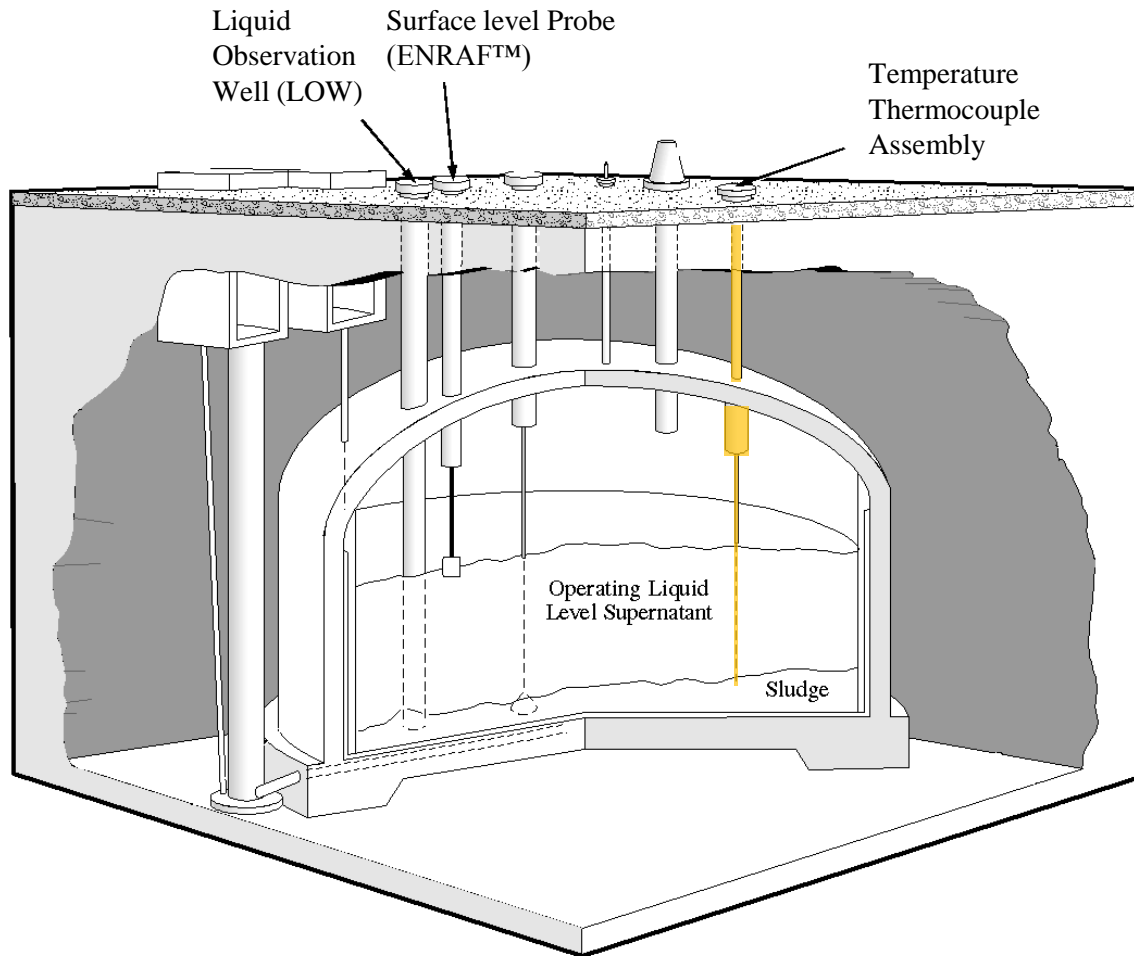 Liquid
Observation
Well (LOW)
Surface level Probe
(ENRAF™)
Temperature
Thermocouple
Assembly
Operating Liquid
Level Supernatant
Sludge